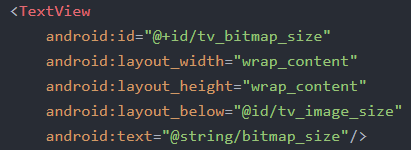 <TextView
android:id="@+id/tv_bitmap_size"
android:layout_width="wrap_content"
android:layout_height="wrap_content"
android:layout_below="@id/tv_image_size"
android:text="@string/bitmap_size"/>